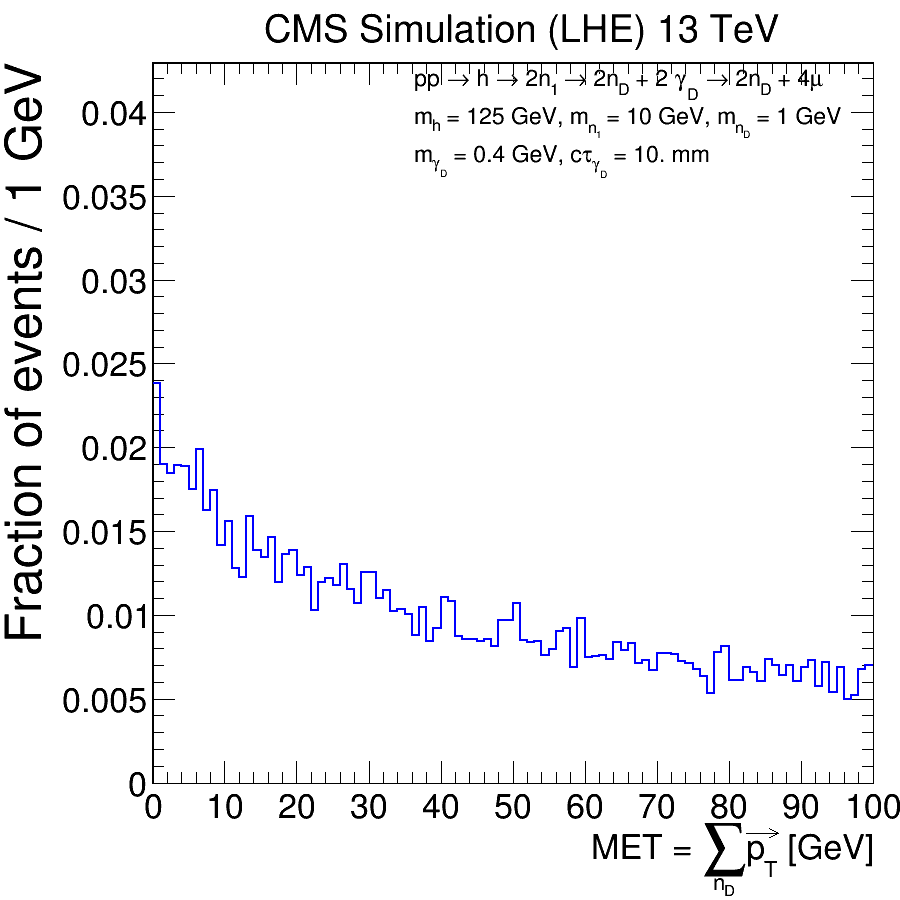 CMS Simulation (LHE) 13 TeV
pp → h → 2n₁ → 2n_D + 2 γ_D → 2n_D + 4μ
m_h = 125 GeV, m_n₁ = 10 GeV, m_n_D = 1 GeV
m_γ_D = 0.4 GeV, cτ_γ_D = 10. mm
Fraction of events / 1 GeV
0.04
0.035
0.03
0.025
0.02
0.015
0.01
0.005
0
0 10 20 30 40 50 60 70 80 90 100
MET = ∑_n_D p⃗_T [GeV]